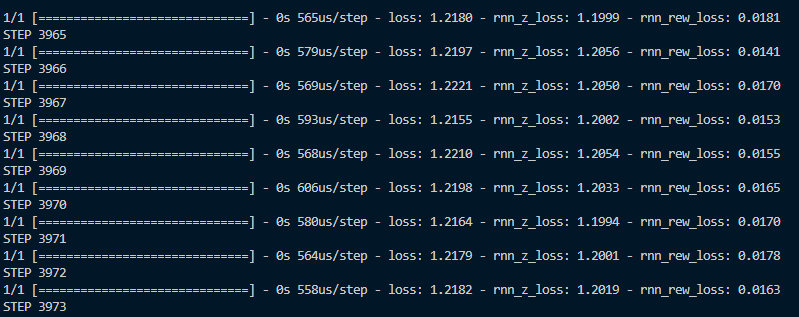 1/1 [==============================] - 0s 565us/step - loss: 1.2180 - rnn_z_loss: 1.1999 - rnn_rew_loss: 0.0181
STEP 3965
1/1 [==============================] - 0s 579us/step - loss: 1.2197 - rnn_z_loss: 1.2056 - rnn_rew_loss: 0.0141
STEP 3966
1/1 [==============================] - 0s 569us/step - loss: 1.2221 - rnn_z_loss: 1.2050 - rnn_rew_loss: 0.0170
STEP 3967
1/1 [==============================] - 0s 593us/step - loss: 1.2155 - rnn_z_loss: 1.2002 - rnn_rew_loss: 0.0153
STEP 3968
1/1 [==============================] - 0s 568us/step - loss: 1.2210 - rnn_z_loss: 1.2054 - rnn_rew_loss: 0.0155
STEP 3969
1/1 [==============================] - 0s 606us/step - loss: 1.2198 - rnn_z_loss: 1.2033 - rnn_rew_loss: 0.0165
STEP 3970
1/1 [==============================] - 0s 580us/step - loss: 1.2164 - rnn_z_loss: 1.1994 - rnn_rew_loss: 0.0170
STEP 3971
1/1 [==============================] - 0s 564us/step - loss: 1.2179 - rnn_z_loss: 1.2001 - rnn_rew_loss: 0.0178
STEP 3972
1/1 [==============================] - 0s 558us/step - loss: 1.2182 - rnn_z_loss: 1.2019 - rnn_rew_loss: 0.0163
STEP 3973